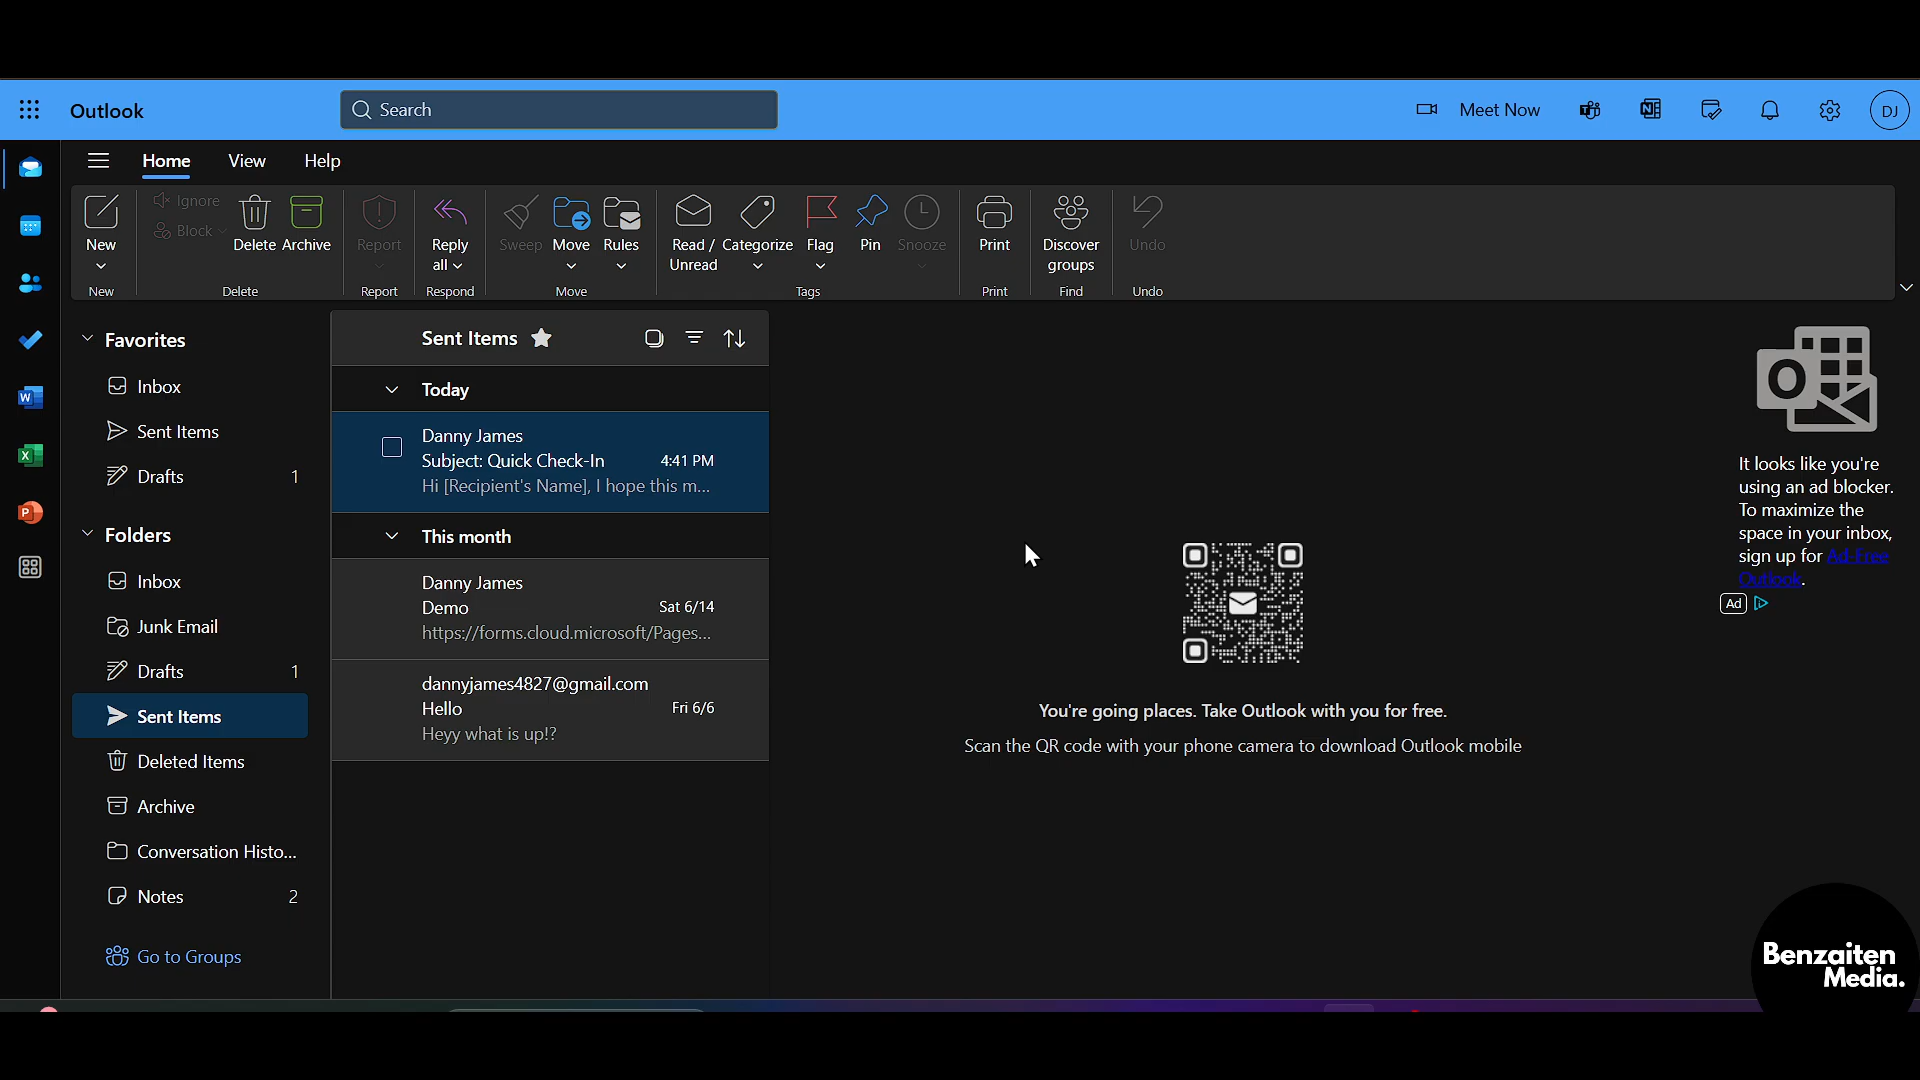 Outlook
Search
Meet Now
DJ
Home
View
Help
New
Ignore
Block
Delete
Archive
Report
Reply
all
Sweep
Move
Rules
Read /
Unread
Categorize
Flag
Pin
Snooze
Print
Discover
groups
Undo
New
Delete
Report
Respond
Move
Tags
Print
Find
Undo
Favorites
Inbox
Sent Items
Drafts 1
Folders
Inbox
Junk Email
Drafts 1
Sent Items
Deleted Items
Archive
Conversation Histo...
Notes 2
Go to Groups
Sent Items
Today
Danny James
Subject: Quick Check-In 4:41 PM
Hi [Recipient's Name], I hope this m...
This month
Danny James
Demo Sat 6/14
https://forms.cloud.microsoft/Pages...
dannyjames4827@gmail.com
Hello Fri 6/6
Heyy what is up!?
You're going places. Take Outlook with you for free.
Scan the QR code with your phone camera to download Outlook mobile
It looks like you're
using an ad blocker.
To maximize the
space in your inbox,
sign up for Ad-Free
Outlook.
Ad
Benzaiten
Media.